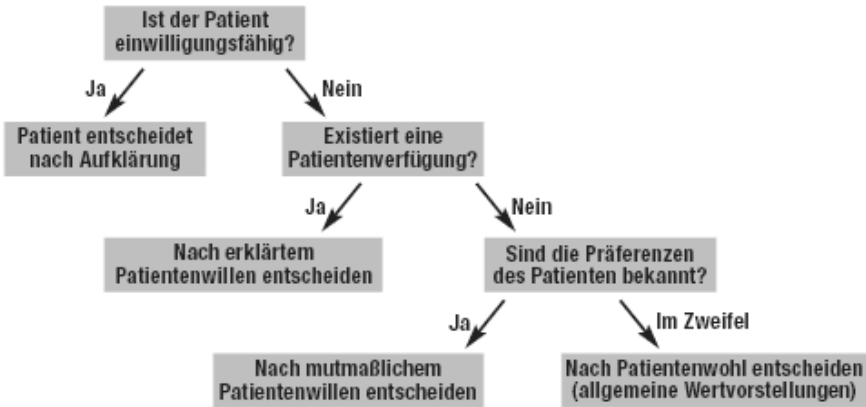 Ist der Patient
einwilligungsfähig?
Ja
Nein
Patient entscheidet
nach Aufklärung
Existiert eine
Patientenverfügung?
Ja
Nein
Nach erklärtem
Patientenwillen entscheiden
Sind die Präferenzen
des Patienten bekannt?
Ja
Im Zweifel
Nach mutmaßlichem
Patientenwillen entscheiden
Nach Patientenwohl entscheiden
(allgemeine Wertvorstellungen)